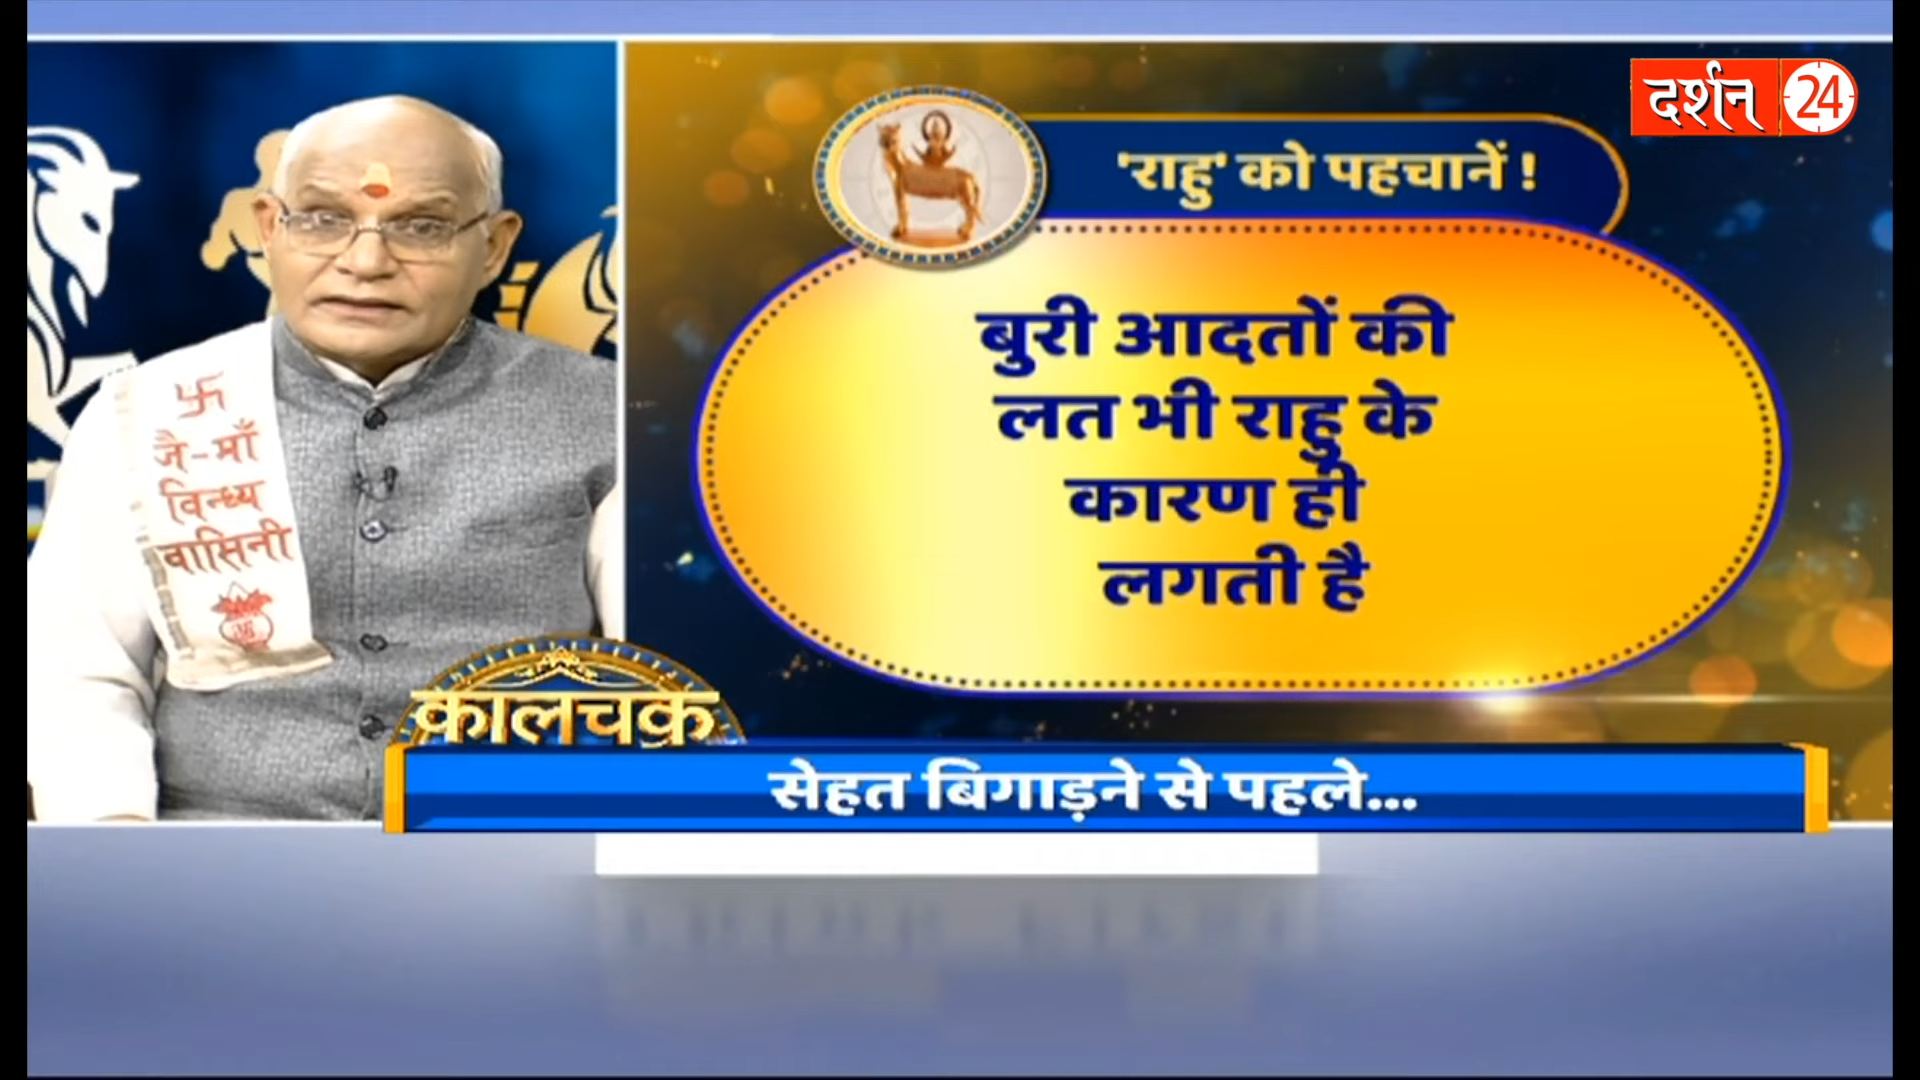 दर्शन 24
'राहु' को पहचानें !
बुरी आदतों की
लत भी राहु के
कारण ही
लगती है
जै-माँ
विन्ध्य
वासिनी
कालचक्र
सेहत बिगाड़ने से पहले...